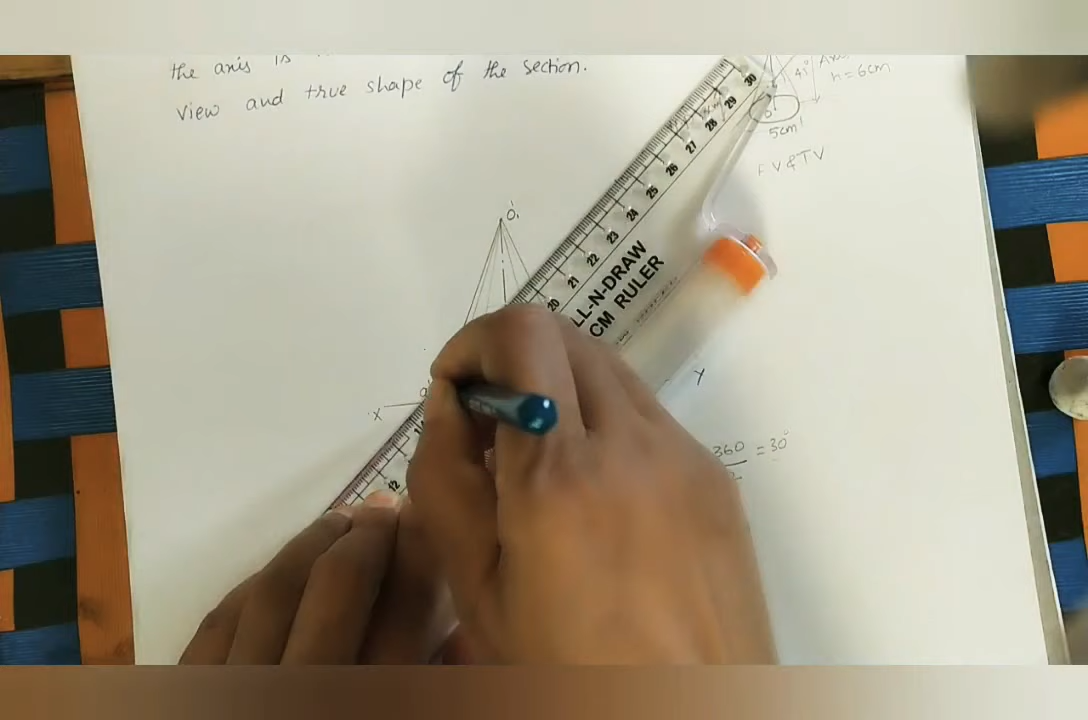 the axis is
view and true shape of the section.
45°
h=6cm
5cm
FV & TV
O'
30 29 28 27 26 25 24 23 22 21 20
LL-N-DRAW
CM RULER
X
Y
12
360 = 30°